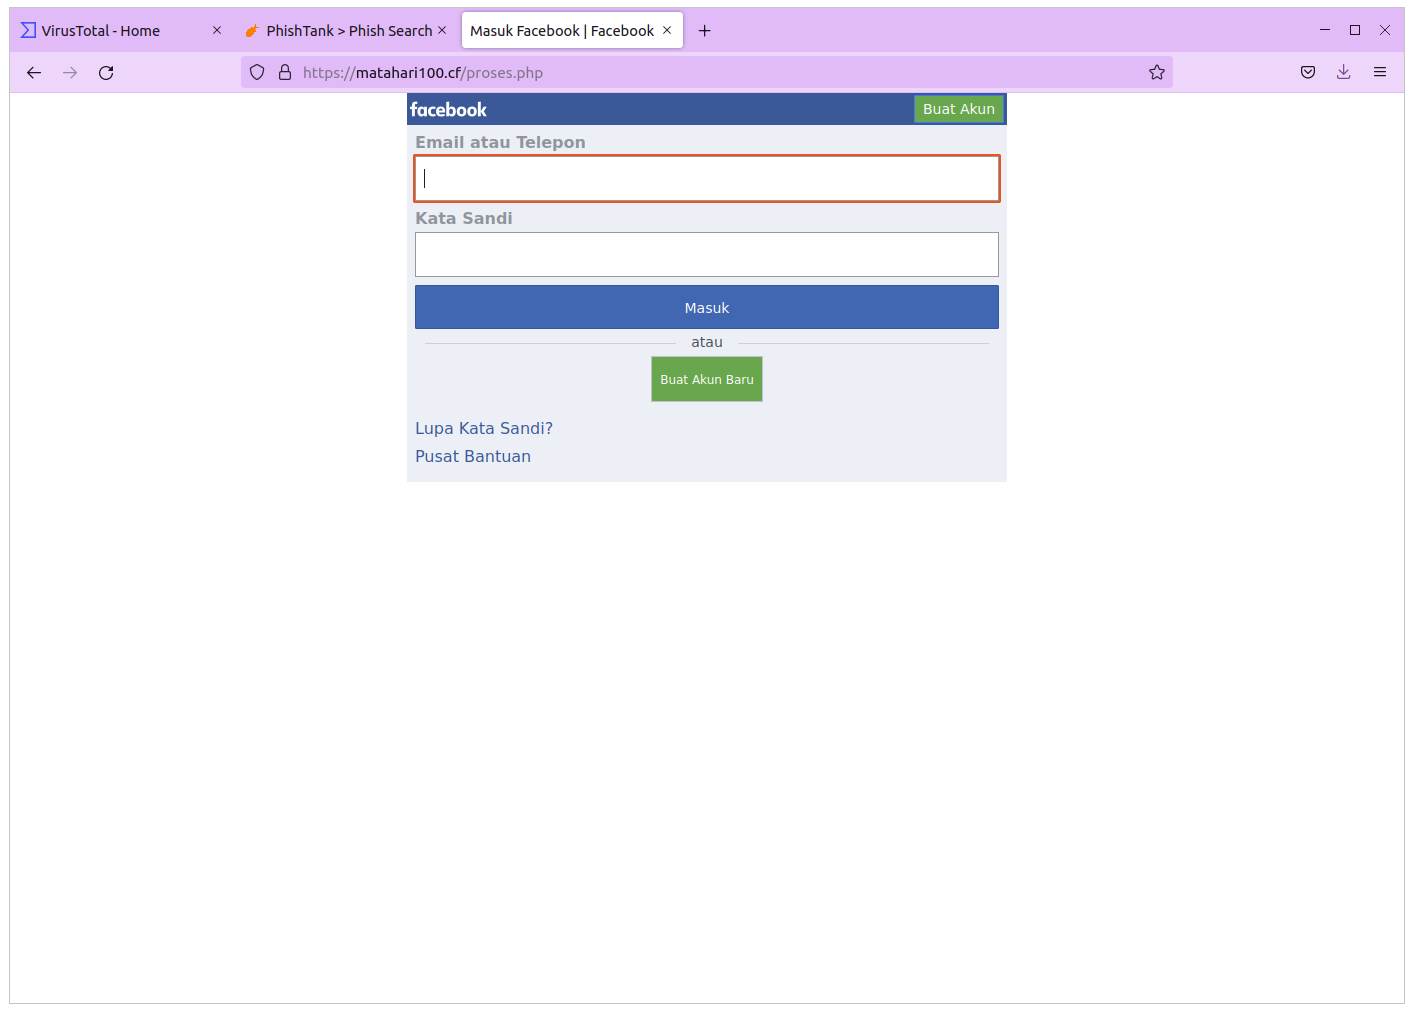 VirusTotal - Home
PhishTank > Phish Search
Masuk Facebook | Facebook
https://matahari100.cf/proses.php
facebook
Buat Akun
Email atau Telepon
Kata Sandi
Masuk
atau
Buat Akun Baru
Lupa Kata Sandi?
Pusat Bantuan